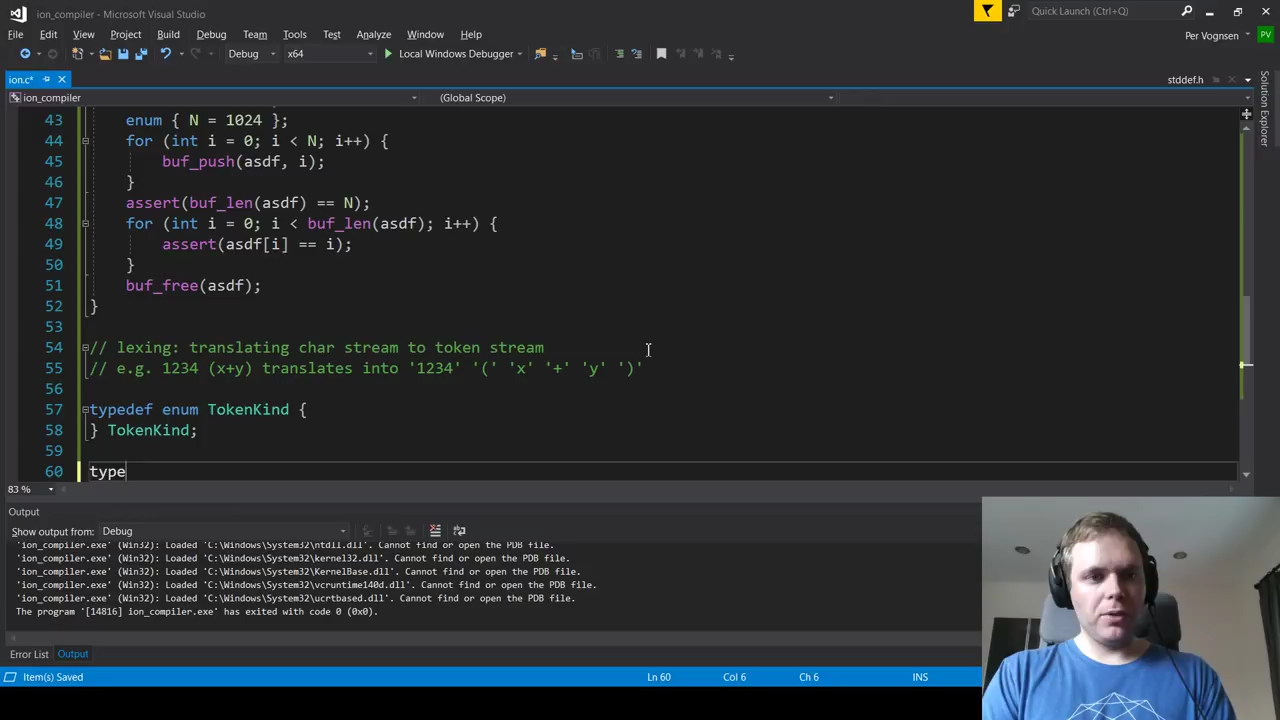 ion_compiler - Microsoft Visual Studio
Quick Launch (Ctrl+Q)
File Edit View Project Build Debug Team Tools Test Analyze Window Help
Per Vognsen PV
Debug x64 Local Windows Debugger
ion.c* stddef.h
ion_compiler (Global Scope)
Solution Explorer
43 enum { N = 1024 };
44 for (int i = 0; i < N; i++) {
45 buf_push(asdf, i);
46 }
47 assert(buf_len(asdf) == N);
48 for (int i = 0; i < buf_len(asdf); i++) {
49 assert(asdf[i] == i);
50 }
51 buf_free(asdf);
52 }
53
54 // lexing: translating char stream to token stream
55 // e.g. 1234 (x+y) translates into '1234' '(' 'x' '+' 'y' ')'
56
57 typedef enum TokenKind {
58 } TokenKind;
59
60 type
83 %
Output
Show output from: Debug
'ion_compiler.exe' (Win32): Loaded 'C:\Windows\System32\ntdll.dll'. Cannot find or open the PDB file.
'ion_compiler.exe' (Win32): Loaded 'C:\Windows\System32\kernel32.dll'. Cannot find or open the PDB file.
'ion_compiler.exe' (Win32): Loaded 'C:\Windows\System32\KernelBase.dll'. Cannot find or open the PDB file.
'ion_compiler.exe' (Win32): Loaded 'C:\Windows\System32\vcruntime140d.dll'. Cannot find or open the PDB file.
'ion_compiler.exe' (Win32): Loaded 'C:\Windows\System32\ucrtbased.dll'. Cannot find or open the PDB file.
The program '[14816] ion_compiler.exe' has exited with code 0 (0x0).
Error List Output
Item(s) Saved Ln 60 Col 6 Ch 6 INS